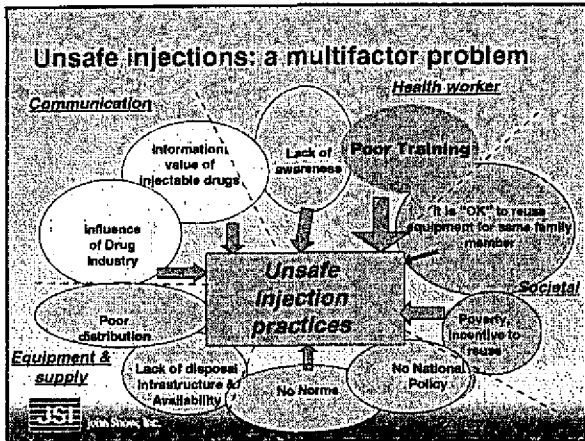 Unsafe injections: a multifactor problem
Communication
Health worker
Information,
value of
injectable drugs
Lack of
awareness
Poor Training
It is "OK" to reuse
equipment for same family
member
Influence
of Drug
Industry
Unsafe
injection
practices
Societal
Poor
distribution
Poverty,
incentive to
reuse
Equipment &
supply
Lack of disposal
Infrastructure &
Availability
No Norms
No National
Policy
JSI
John Snow, Inc.